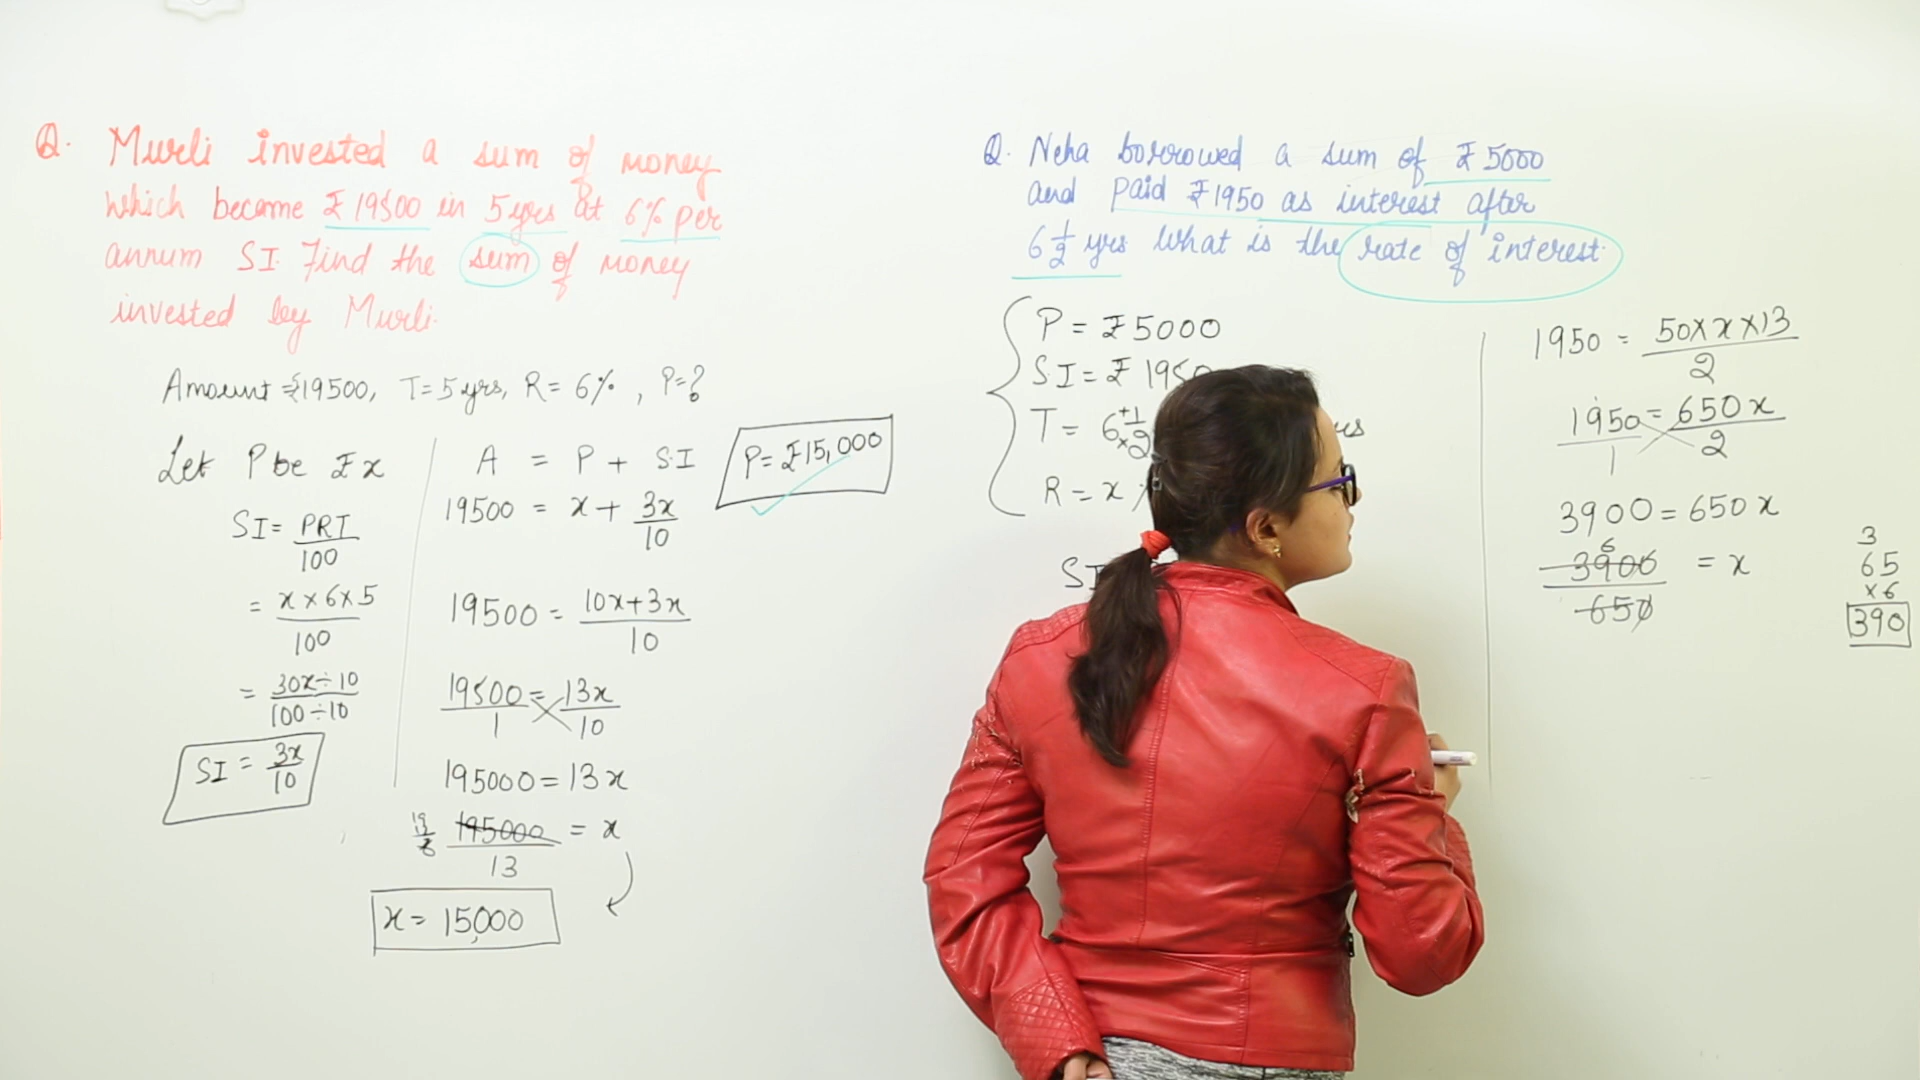 Q. Murli invested a sum of money
which became ₹19500 in 5 yrs at 6% per
annum SI. Find the sum of money
invested by Murli.
Amount = ₹19500, T = 5 yrs, R = 6%, P = ?
Let P be ₹ x
SI = PRT
100
= x × 6 × 5
100
= 30x ÷ 10
100 ÷ 10
SI = 3x
10
A = P + S.I
19500 = x + 3x
10
19500 = 10x + 3x
10
19500 = 13x
1 10
195000 = 13x
195000 = x
13
x = 15,000
P = ₹15,000
Q. Neha borrowed a sum of ₹5000
and paid ₹1950 as interest after
6 1/2 yrs. What is the rate of interest.
P = ₹5000
SI = ₹1950
T = 6 +1
×2
R = x
SI
1950 = 50 × x × 13
2
1950 = 650x
1 2
3900 = 650x
6
3900 = x
650
3
65
×6
390